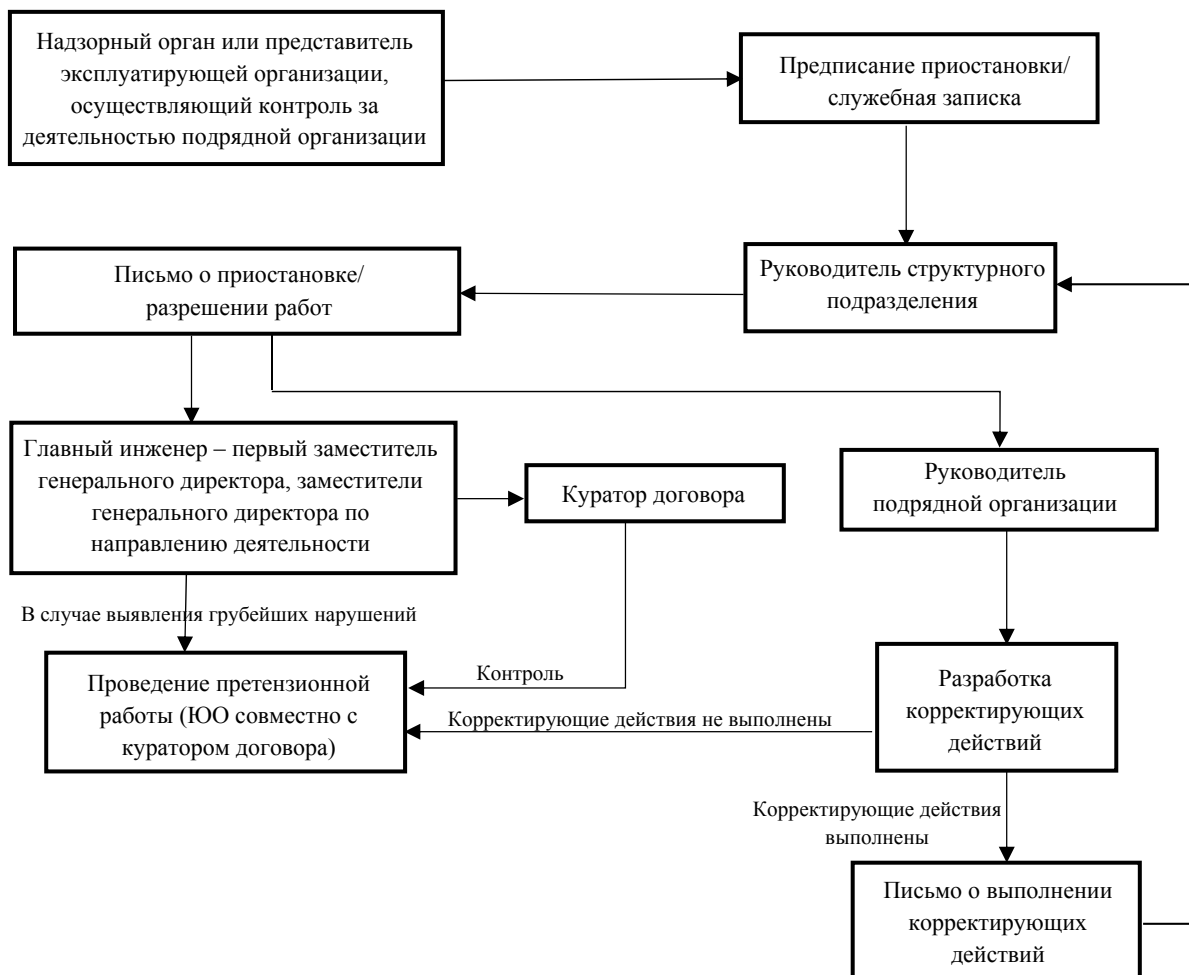 Надзорный орган или представитель
эксплуатирующей организации,
осуществляющий контроль за
деятельностью подрядной организации
Предписание приостановки/
служебная записка
Письмо о приостановке/
разрешении работ
Руководитель структурного
подразделения
Главный инженер – первый заместитель
генерального директора, заместители
генерального директора по
направлению деятельности
Куратор договора
Руководитель
подрядной организации
В случае выявления грубейших нарушений
Проведение претензионной
работы (ЮО совместно с
куратором договора)
Контроль
Корректирующие действия не выполнены
Разработка
корректирующих
действий
Корректирующие действия
выполнены
Письмо о выполнении
корректирующих
действий